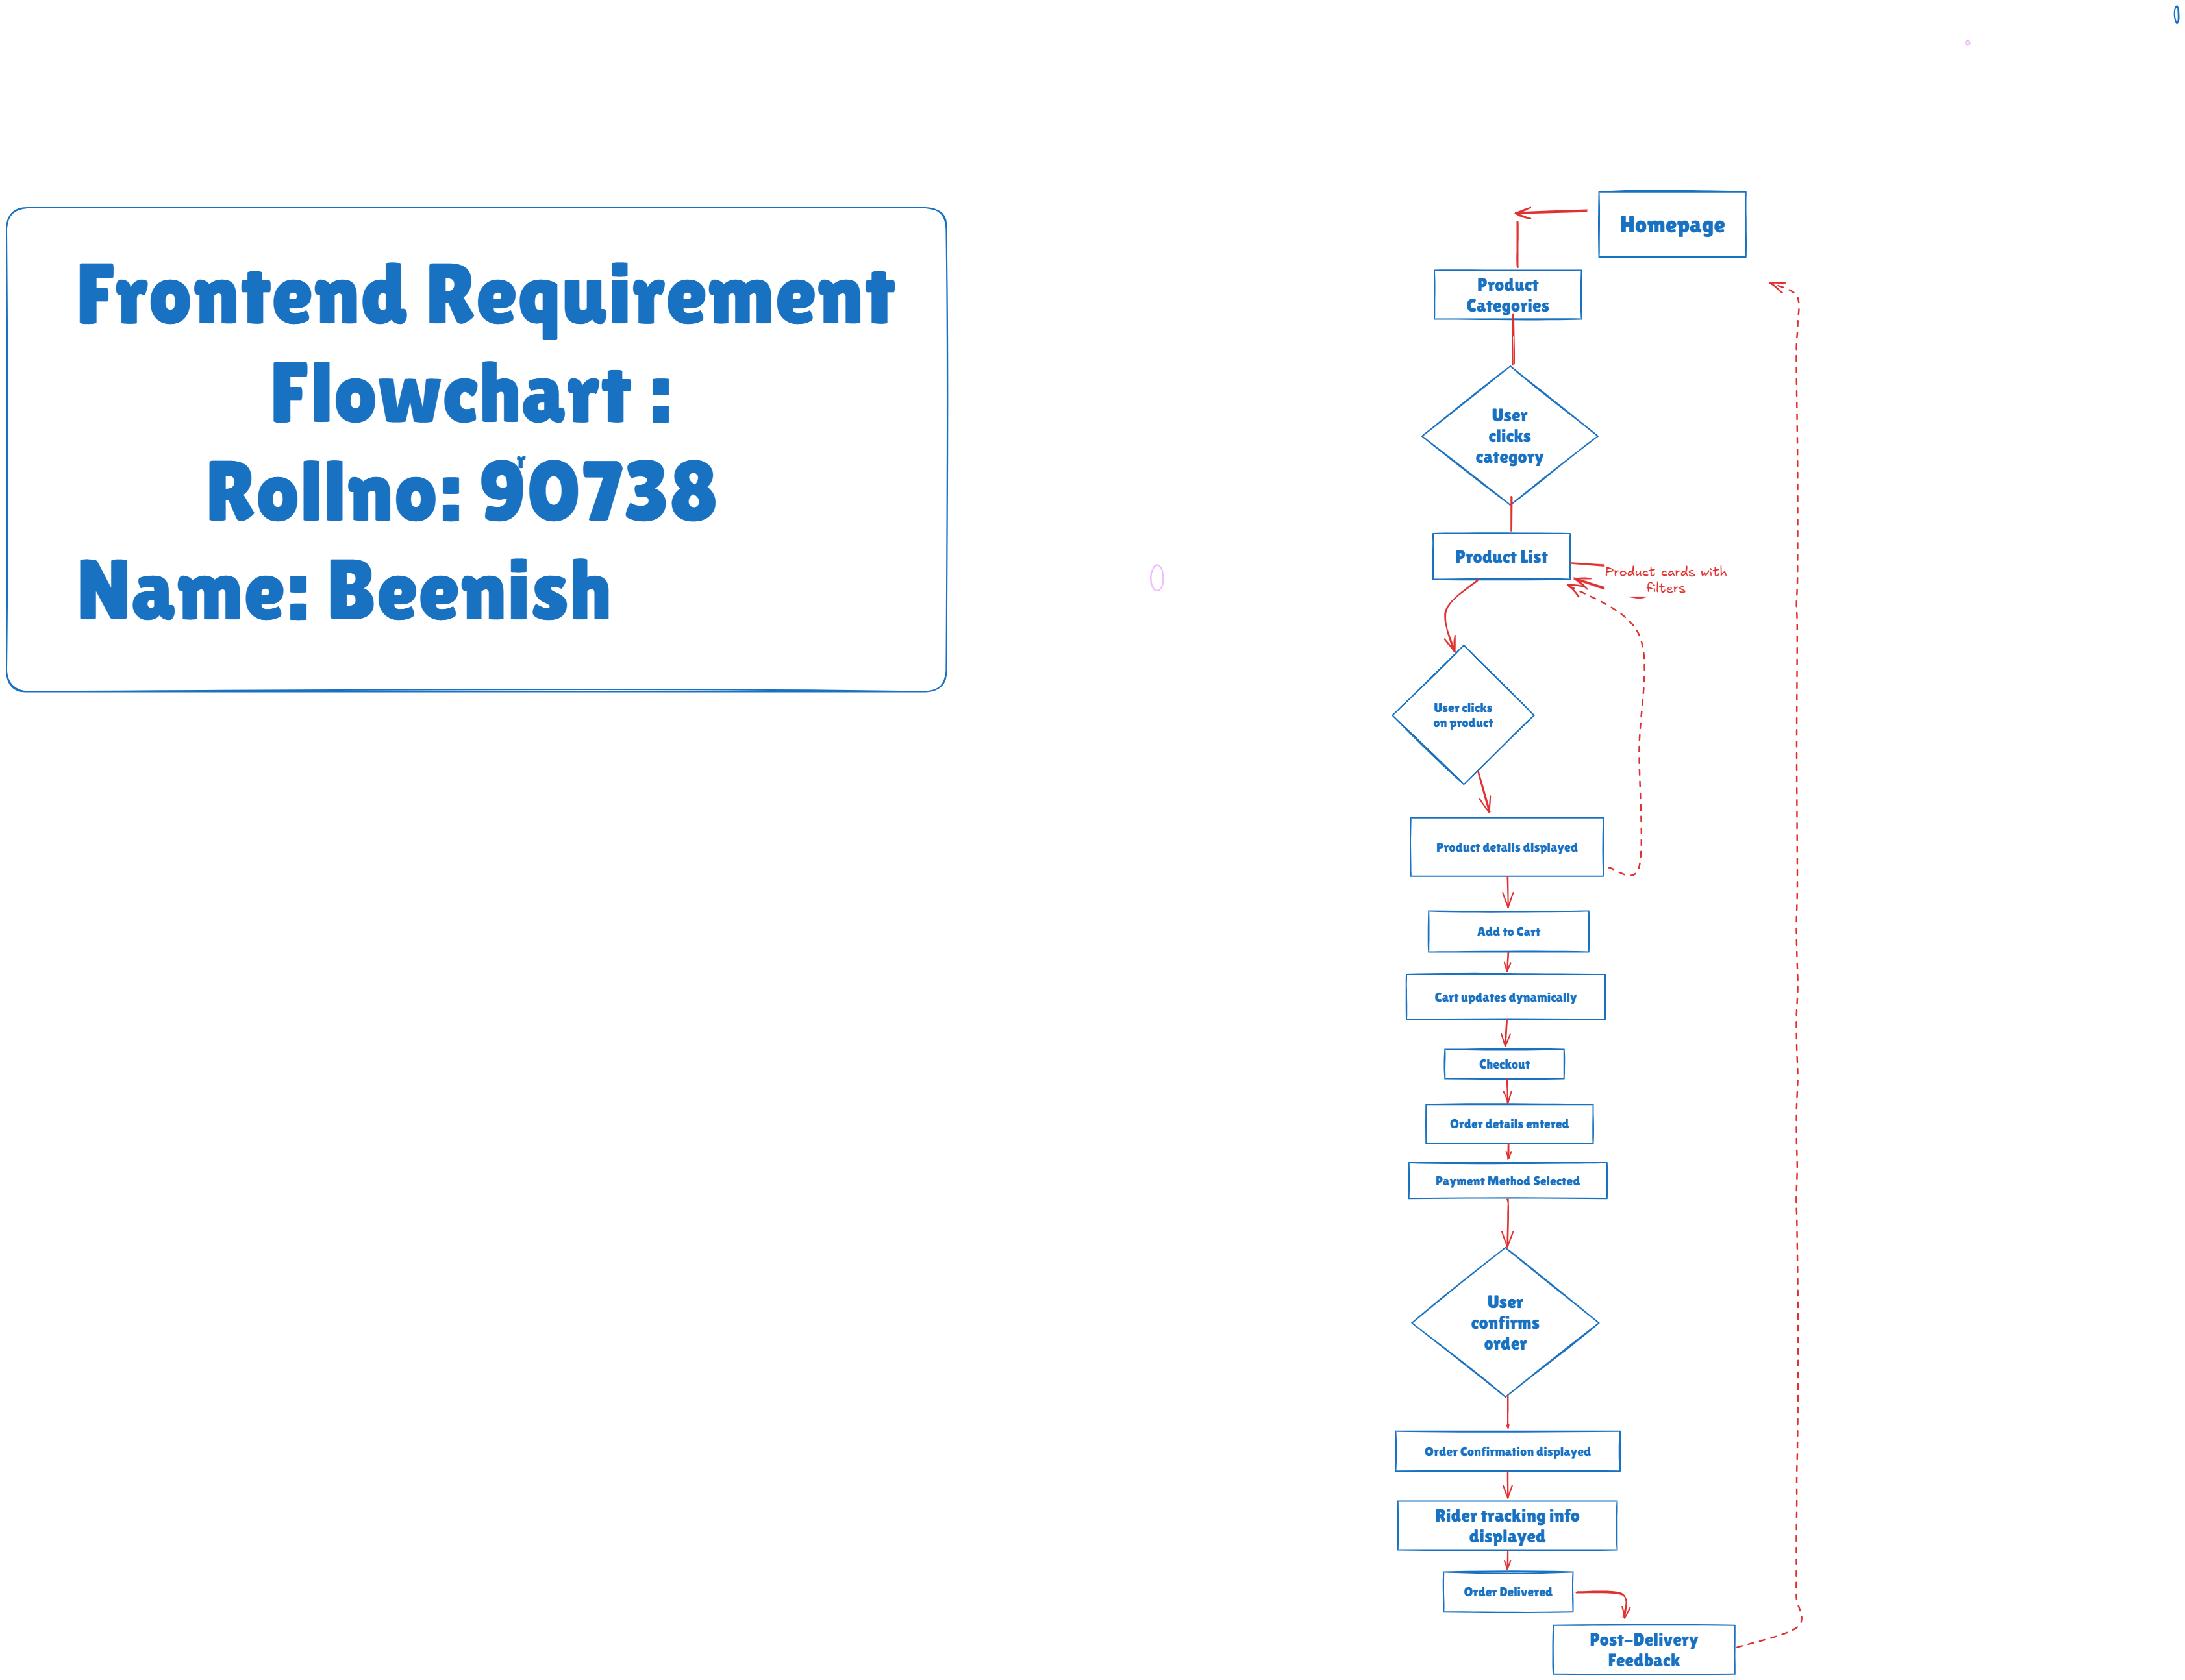 Frontend Requirement
Flowchart :
Rollno: 90738
r
Name: Beenish
Homepage
Product
Categories
User
clicks
category
Product List
Product cards with
filters
User clicks
on product
Product details displayed
Add to Cart
Cart updates dynamically
Checkout
Order details entered
Payment Method Selected
User
confirms
order
Order Confirmation displayed
Rider tracking info
displayed
Order Delivered
Post-Delivery
Feedback